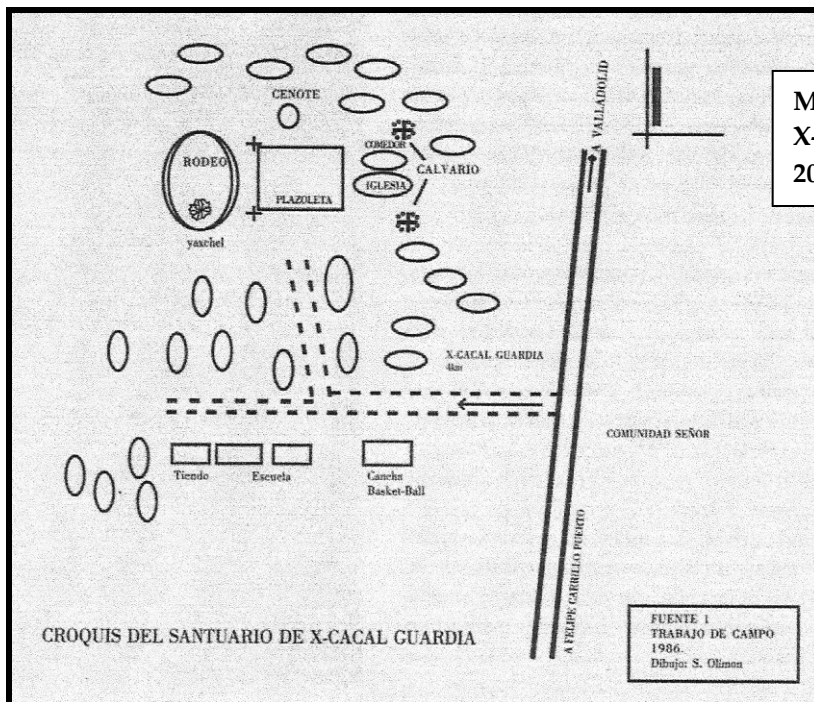 CENOTE
A VALLADOLID
M
X-
20
COMEDOR
RODEO
CALVARIO
IGLESIA
PLAZOLETA
yaxchel
X-CACAL GUARDIA
4km
COMUNIDAD SEÑOR
Tiendo
Escuela
Cancha
Basket-Ball
A FELIPE CARRILLO PUERTO
CROQUIS DEL SANTUARIO DE X-CACAL GUARDIA
FUENTE 1
TRABAJO DE CAMPO
1986.
Dibujo: S. Olimon